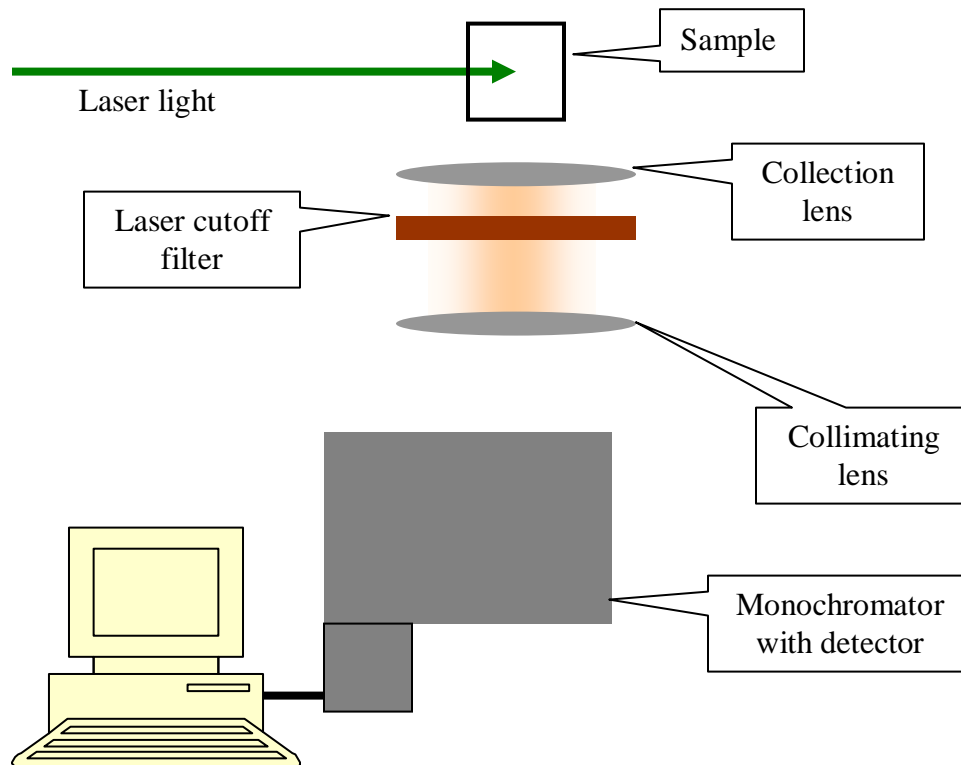 Sample
Laser light
Collection
lens
Laser cutoff
filter
Collimating
lens
Monochromator
with detector